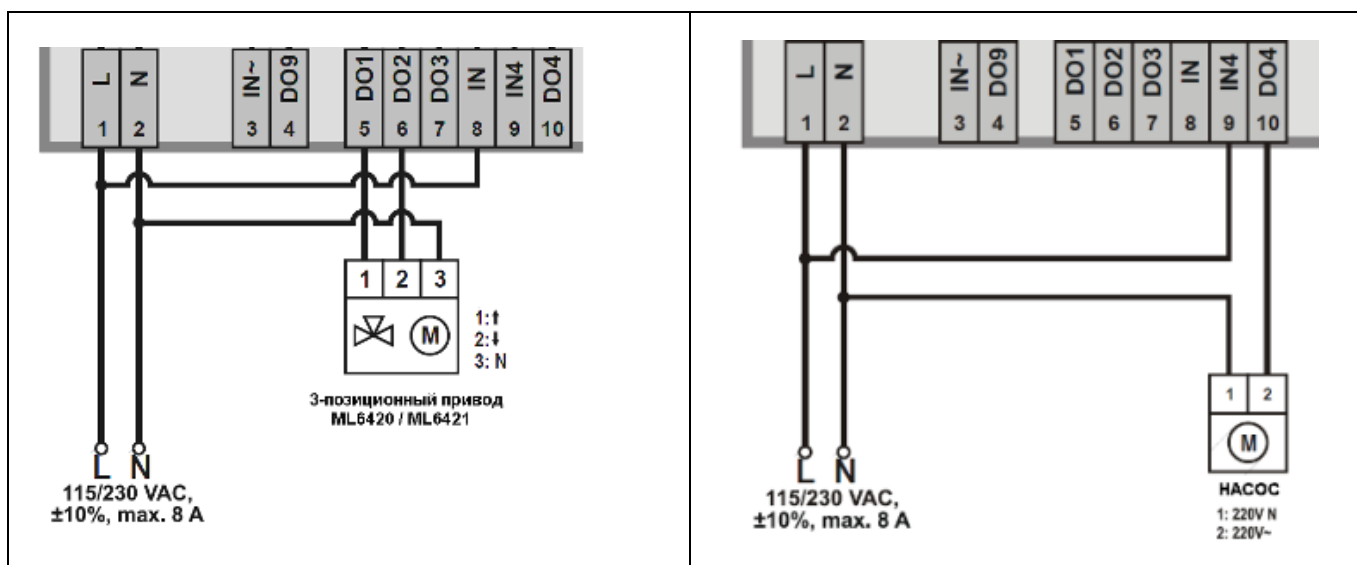 L N IN~ DO9 DO1 DO2 DO3 IN IN4 DO4
1 2 3 4 5 6 7 8 9 10
1 2 3
M
1:↑
2:↓
3: N
3-позиционный привод
ML6420 / ML6421
L N
115/230 VAC,
±10%, max. 8 A
L N IN~ DO9 DO1 DO2 DO3 IN IN4 DO4
1 2 3 4 5 6 7 8 9 10
1 2
M
НАСОС
1: 220V N
2: 220V~
L N
115/230 VAC,
±10%, max. 8 A